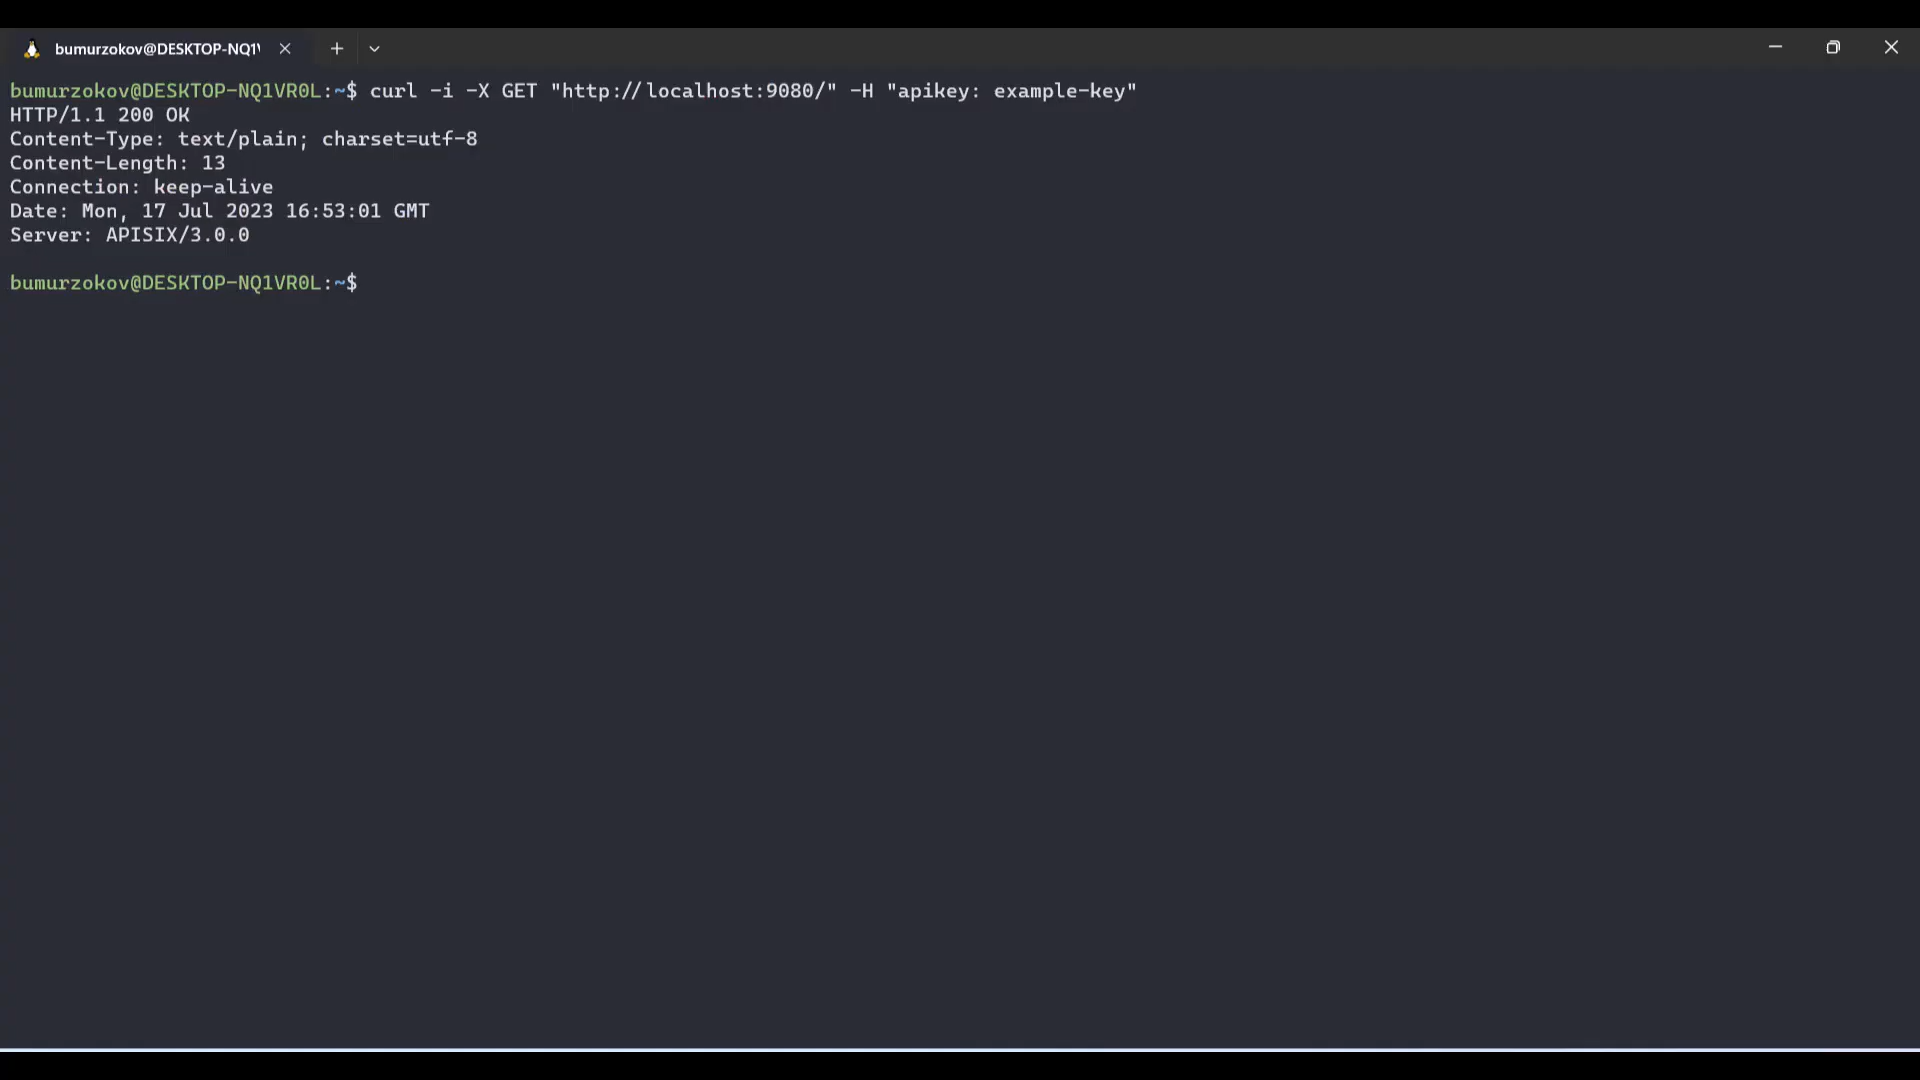 bumurzokov@DESKTOP-NQ1V
bumurzokov@DESKTOP-NQ1VR0L:~$ curl -i -X GET "http://localhost:9080/" -H "apikey: example-key"
HTTP/1.1 200 OK
Content-Type: text/plain; charset=utf-8
Content-Length: 13
Connection: keep-alive
Date: Mon, 17 Jul 2023 16:53:01 GMT
Server: APISIX/3.0.0
bumurzokov@DESKTOP-NQ1VR0L:~$